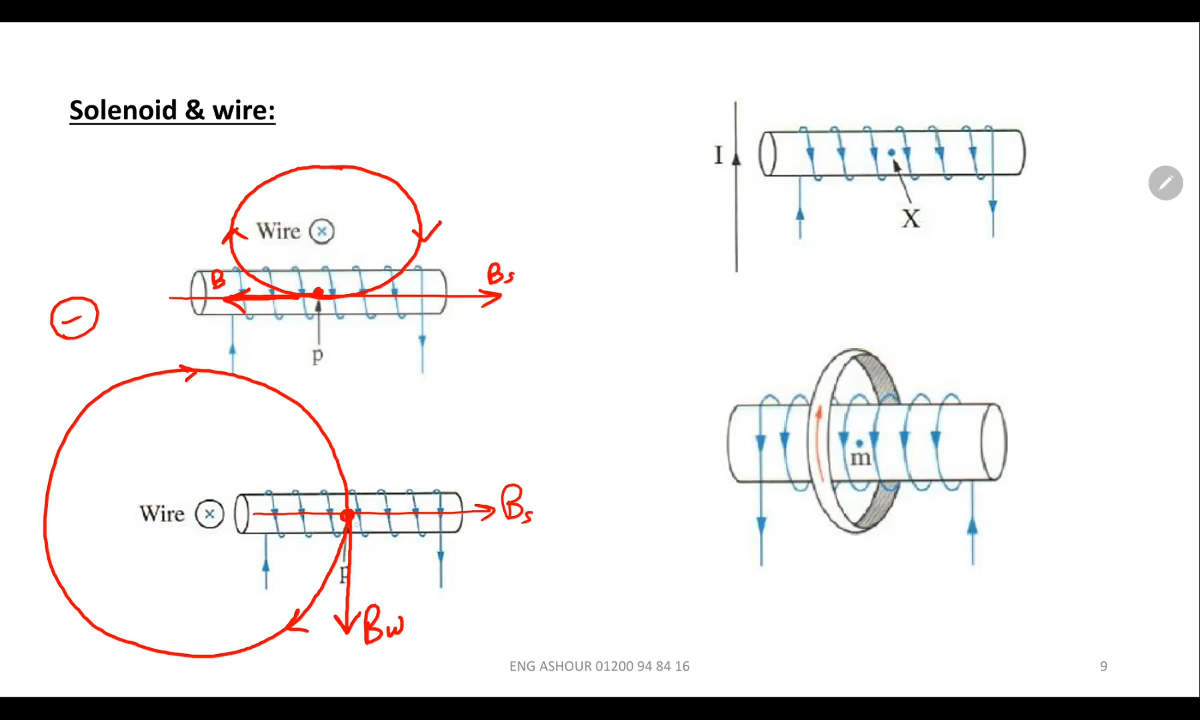 Solenoid & wire:
Wire ⊗
B
Bs
−
p
Wire ⊗
Bs
p
Bw
I
X
m
ENG ASHOUR 01200 94 84 16
9